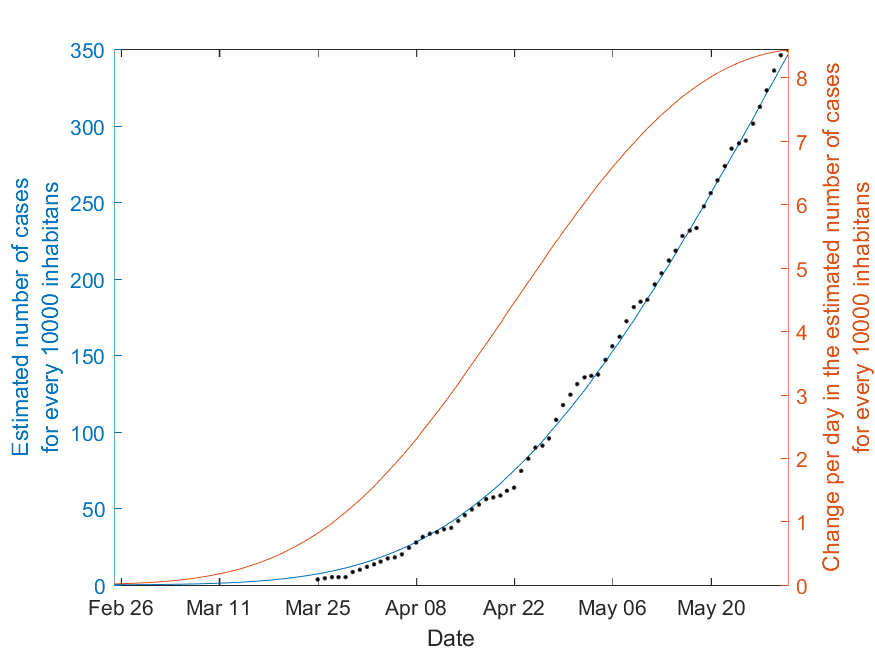 350
300
250
200
150
100
50
0
Estimated number of cases
for every 10000 inhabitans
8
7
6
5
4
3
2
1
0
Change per day in the estimated number of cases
for every 10000 inhabitans
Feb 26 Mar 11 Mar 25 Apr 08 Apr 22 May 06 May 20
Date